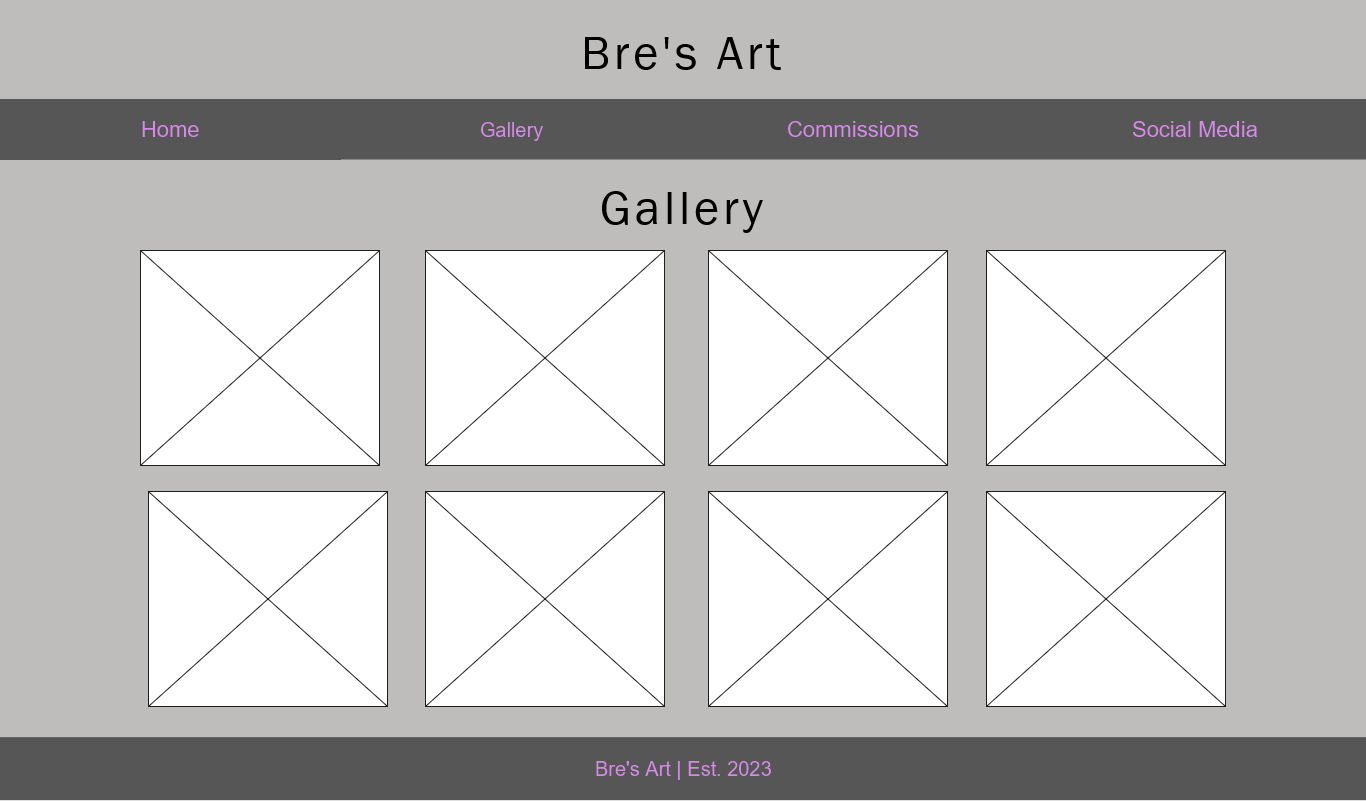 Bre's Art
Home Gallery Commissions Social Media
Gallery
Bre's Art | Est. 2023